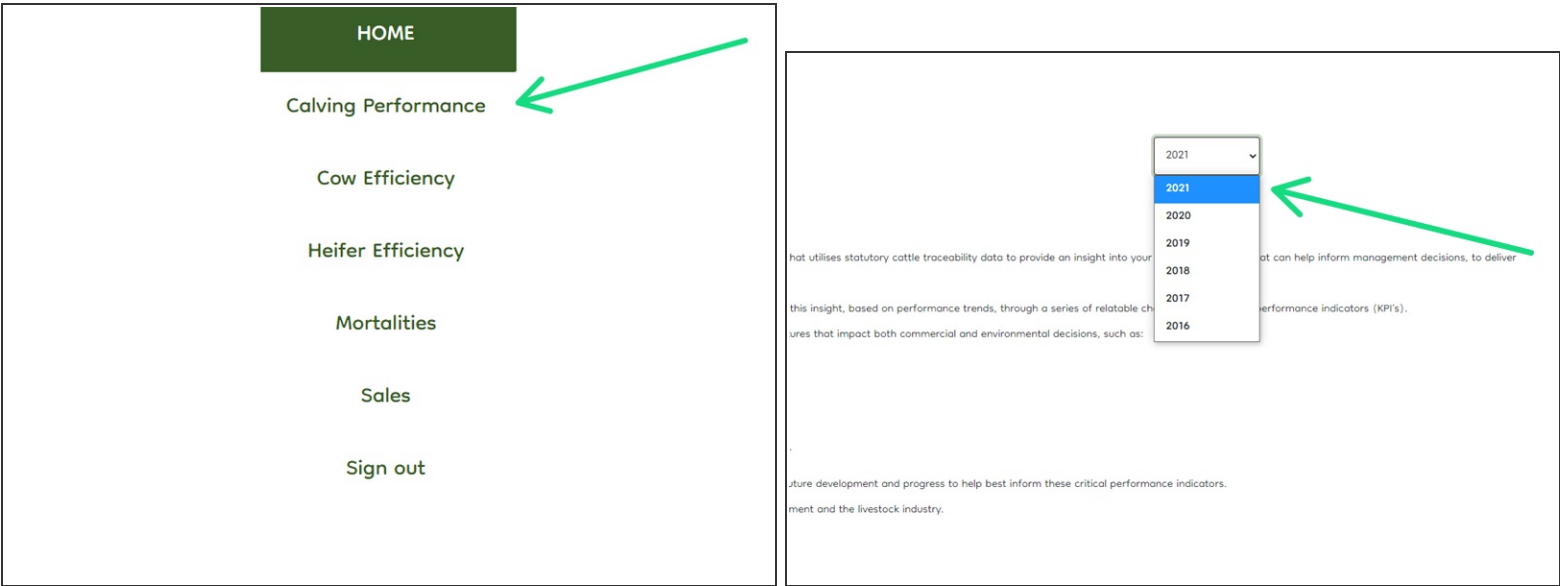 HOME
Calving Performance
Cow Efficiency
Heifer Efficiency
Mortalities
Sales
Sign out
2021
2021
2020
2019
2018
2017
2016
hat utilises statutory cattle traceability data to provide an insight into your at can help inform management decisions, to deliver
this insight, based on performance trends, through a series of relatable ch erformance indicators (KPI's).
ures that impact both commercial and environmental decisions, such as:
.
uture development and progress to help best inform these critical performance indicators.
ment and the livestock industry.